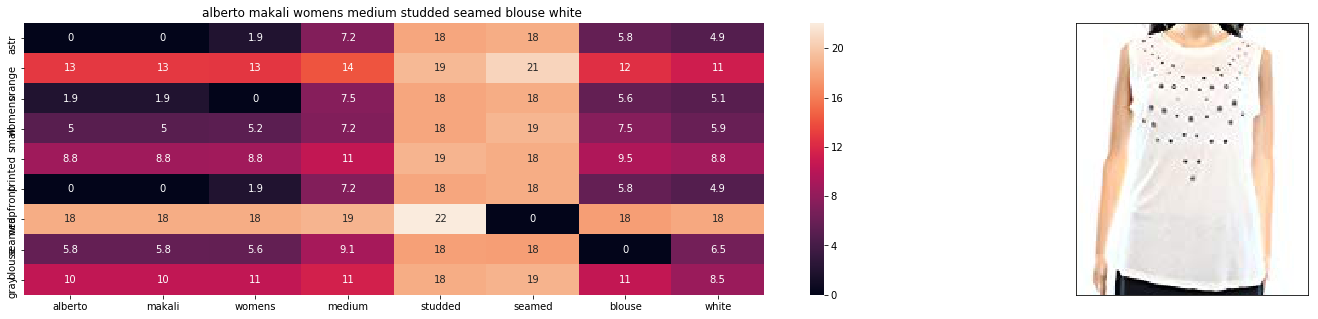 alberto makali womens medium studded seamed blouse white
astr 0 0 1.9 7.2 18 18 5.8 4.9
orange 13 13 13 14 19 21 12 11
womens 1.9 1.9 0 7.5 18 18 5.6 5.1
small 5 5 5.2 7.2 18 19 7.5 5.9
printed 8.8 8.8 8.8 11 19 18 9.5 8.8
0 0 1.9 7.2 18 18 5.8 4.9
seamed 18 18 18 19 22 0 18 18
blouse 5.8 5.8 5.6 9.1 18 18 0 6.5
gray 10 10 11 11 18 19 11 8.5
alberto makali womens medium studded seamed blouse white
20
16
12
8
4
0